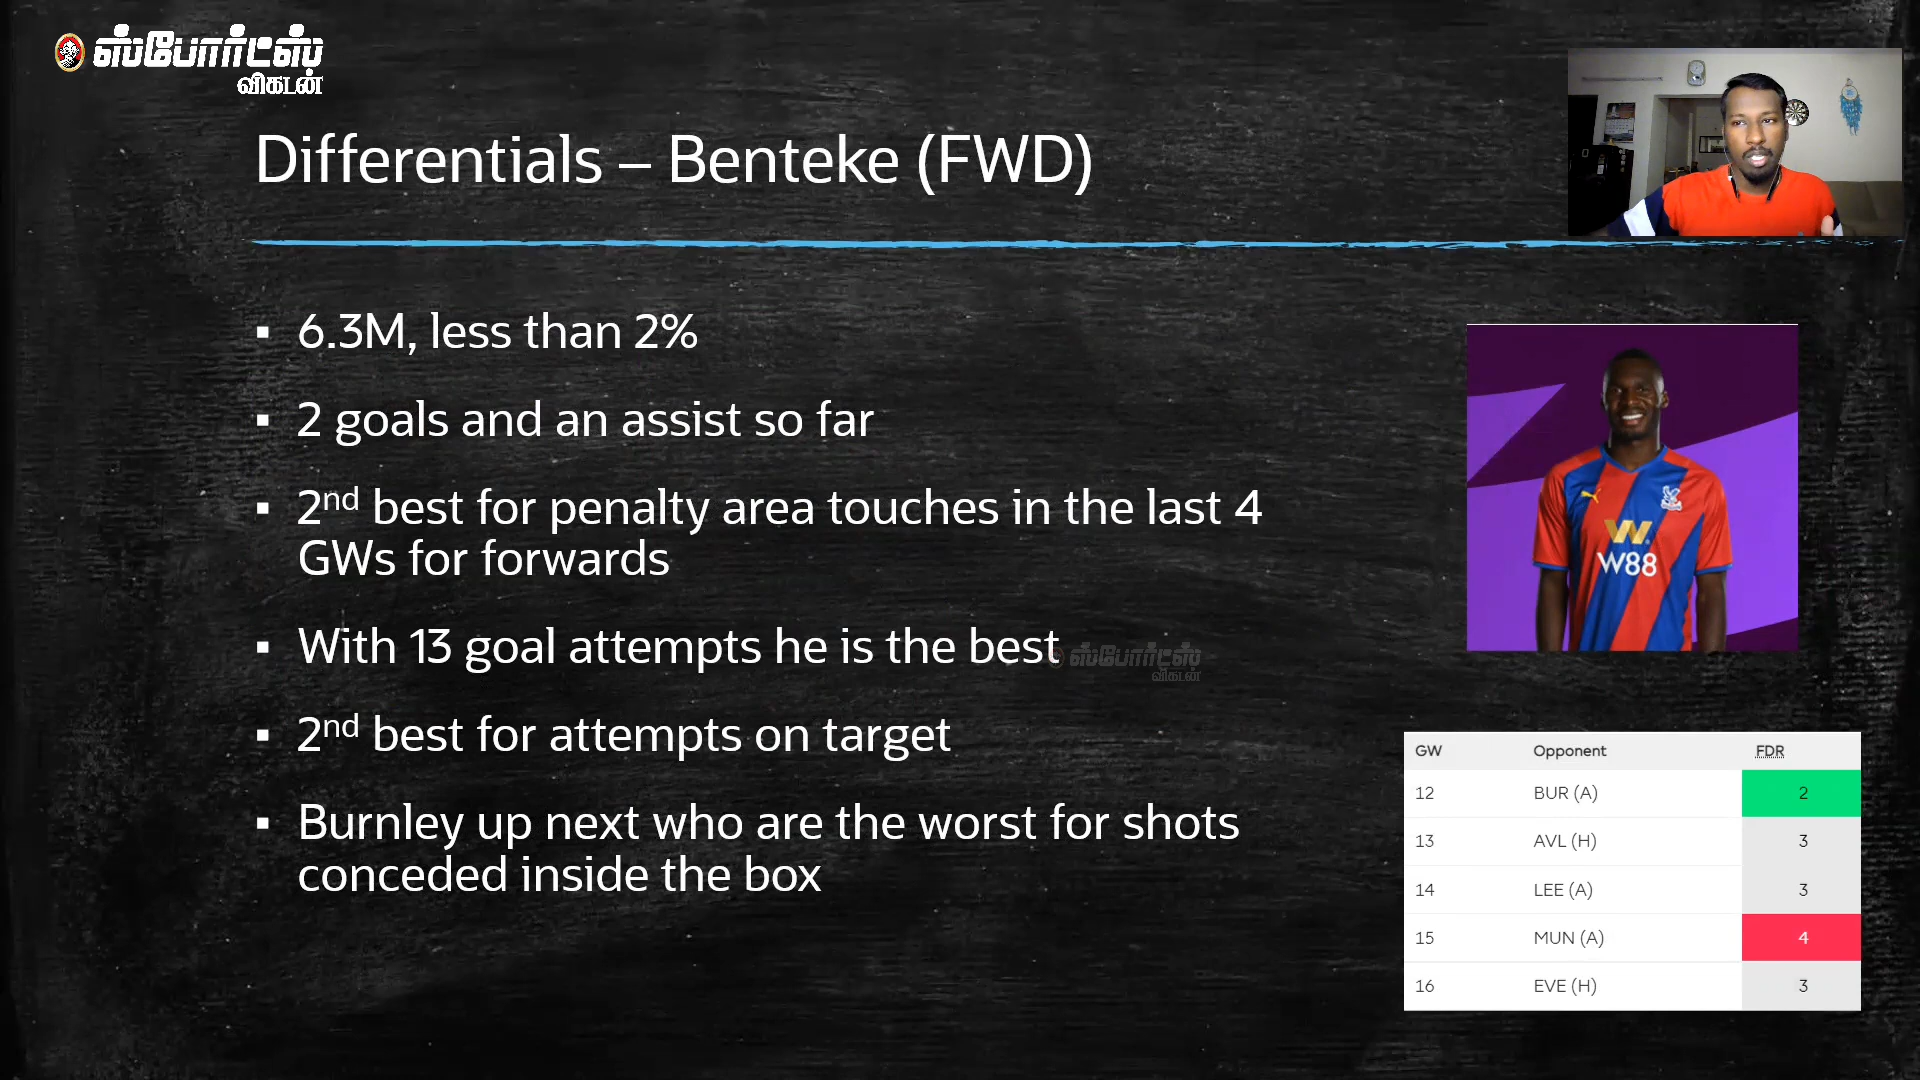 ஸ்போர்ட்ஸ்
விகடன்
Differentials – Benteke (FWD)
▪ 6.3M, less than 2%
▪ 2 goals and an assist so far
▪ 2nd best for penalty area touches in the last 4
GWs for forwards
▪ With 13 goal attempts he is the best
ஸ்போர்ட்ஸ்
விகடன்
▪ 2nd best for attempts on target
▪ Burnley up next who are the worst for shots
conceded inside the box
W88
GW Opponent FDR
12 BUR (A) 2
13 AVL (H) 3
14 LEE (A) 3
15 MUN (A) 4
16 EVE (H) 3